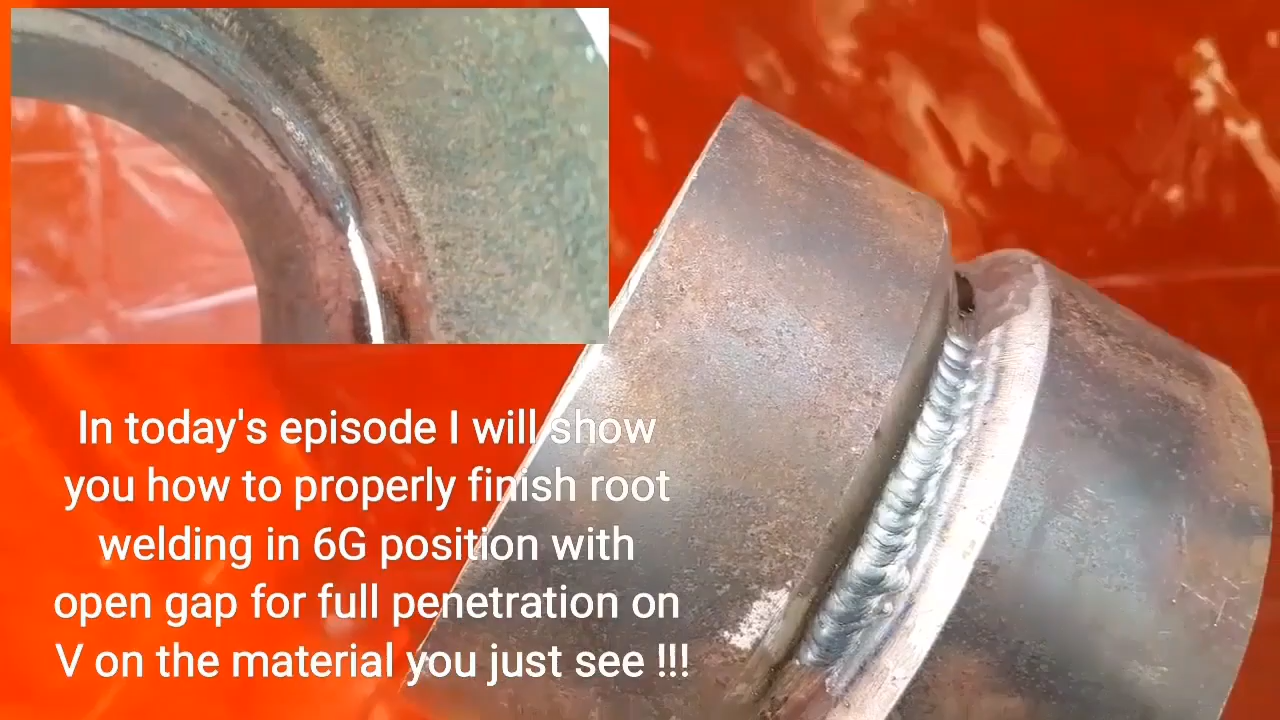 In today's episode I will show
you how to properly finish root
welding in 6G position with
open gap for full penetration on
V on the material you just see !!!